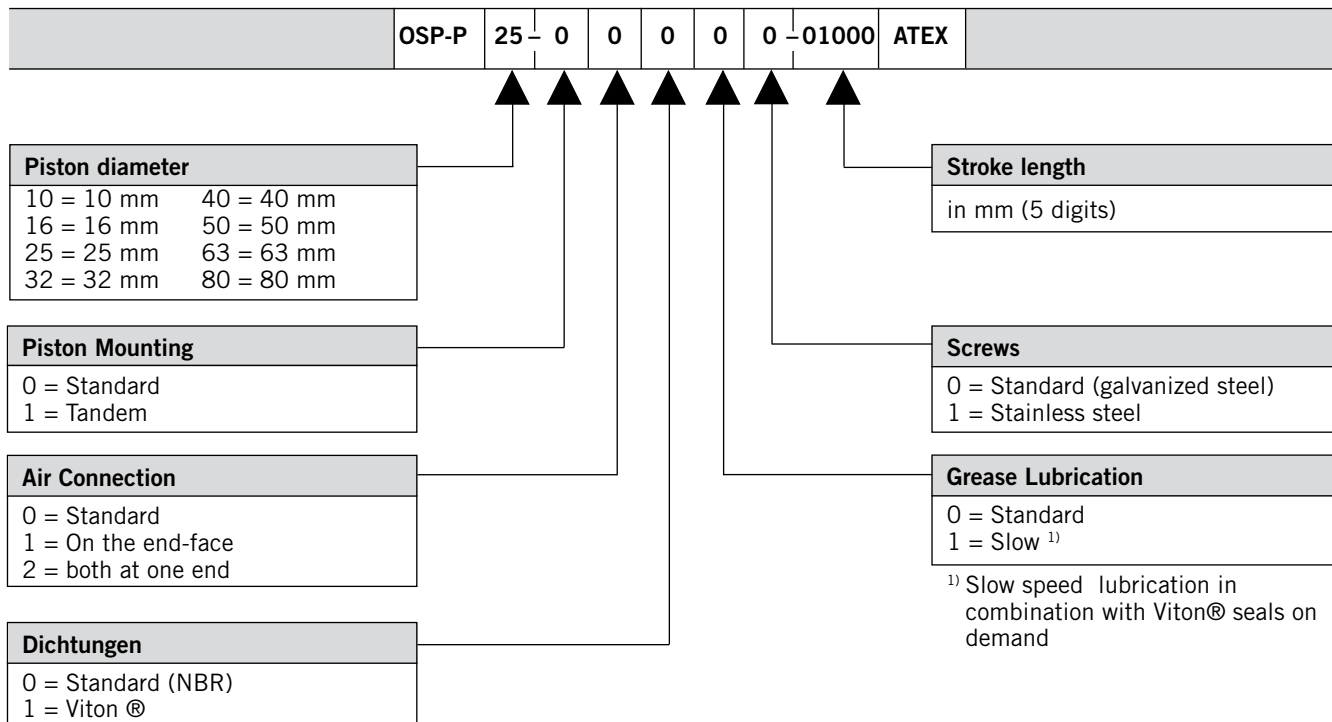 OSP-P 25 – 0 0 0 0 0 – 01000 ATEX
Piston diameter
10 = 10 mm 40 = 40 mm
16 = 16 mm 50 = 50 mm
25 = 25 mm 63 = 63 mm
32 = 32 mm 80 = 80 mm
Piston Mounting
0 = Standard
1 = Tandem
Air Connection
0 = Standard
1 = On the end-face
2 = both at one end
Dichtungen
0 = Standard (NBR)
1 = Viton ®
Stroke length
in mm (5 digits)
Screws
0 = Standard (galvanized steel)
1 = Stainless steel
Grease Lubrication
0 = Standard
1 = Slow 1)
1) Slow speed lubrication in
combination with Viton® seals on
demand